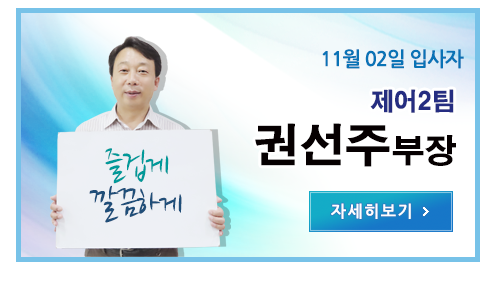 11월 02일 입사자
제어2팀
권선주부장
즐겁게
깔끔하게
자세히보기 >